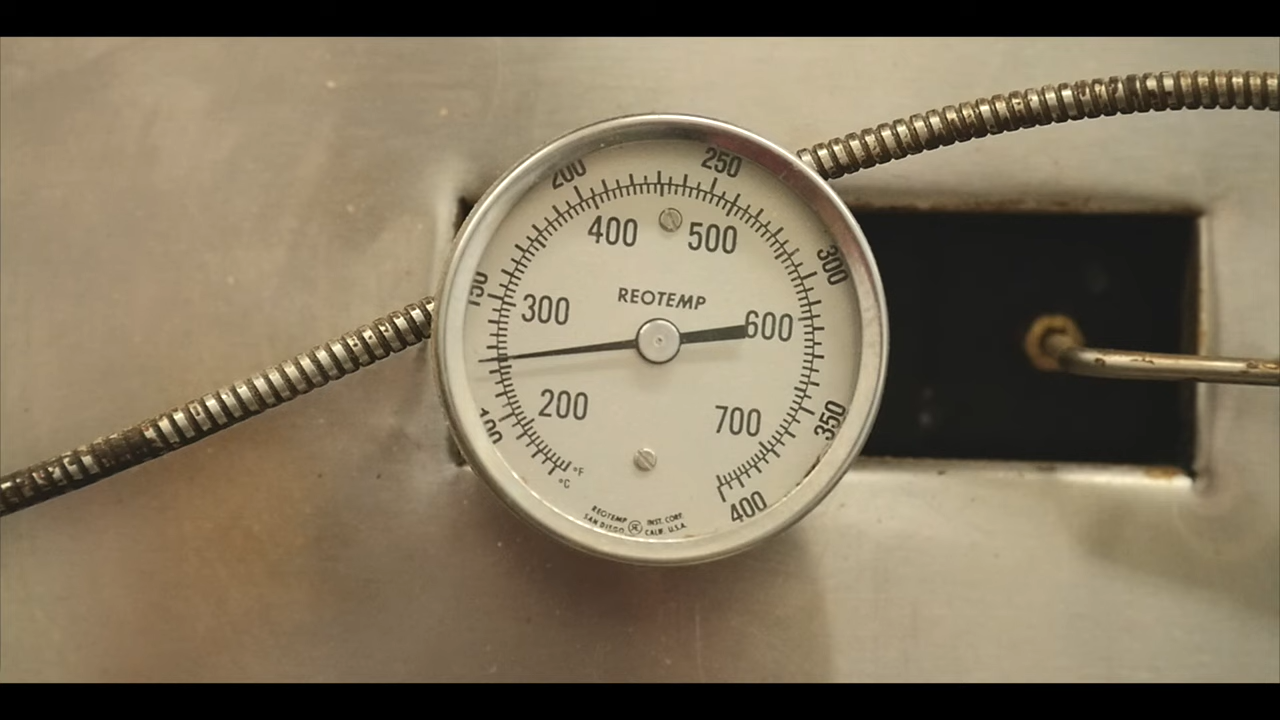 200
250
400
500
150
300
REOTEMP
300
600
100
200
700
350
°F
°C
400
REOTEMP INST. CORP.
SAN DIEGO CALIF. U.S.A.